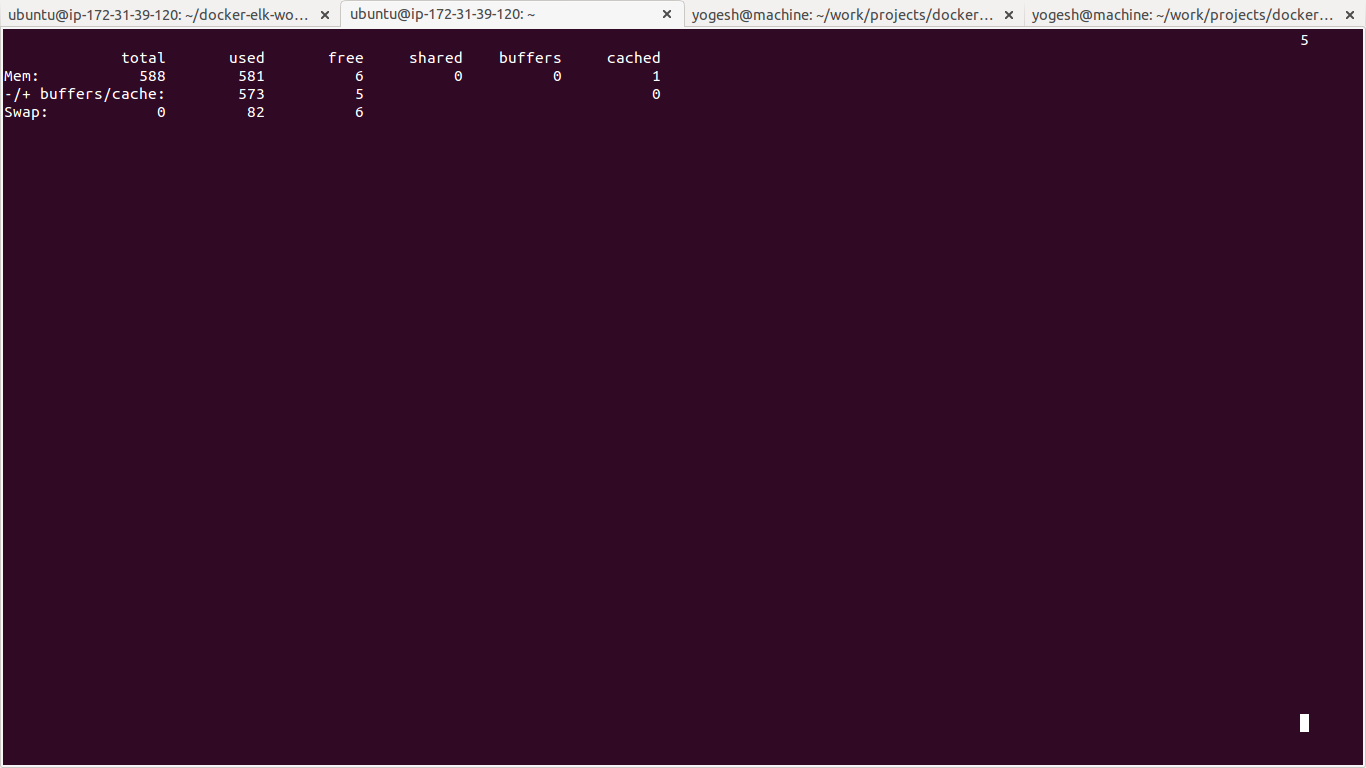 ubuntu@ip-172-31-39-120: ~/docker-elk-wo... × ubuntu@ip-172-31-39-120: ~ × yogesh@machine: ~/work/projects/docker... × yogesh@machine: ~/work/projects/docker... ×
5
total used free shared buffers cached
Mem: 588 581 6 0 0 1
-/+ buffers/cache: 573 5 0
Swap: 0 82 6